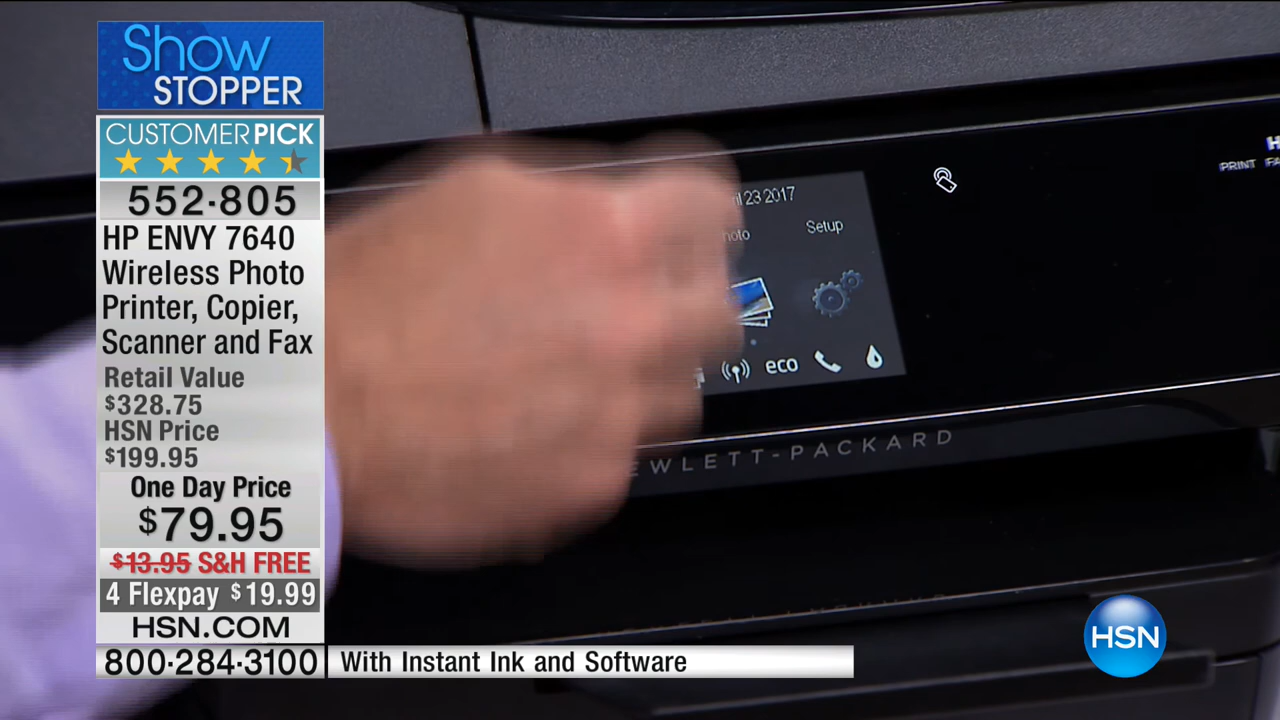 Show
STOPPER
CUSTOMER PICK
552-805
HP ENVY 7640
Wireless Photo
Printer, Copier,
Scanner and Fax
Retail Value
$328.75
HSN Price
$199.95
One Day Price
$79.95
$13.95 S&H FREE
4 Flexpay $19.99
HSN.COM
800-284-3100
With Instant Ink and Software
23 2017
Setup
eco
PRINT
EWLETT-PACKARD
HSN